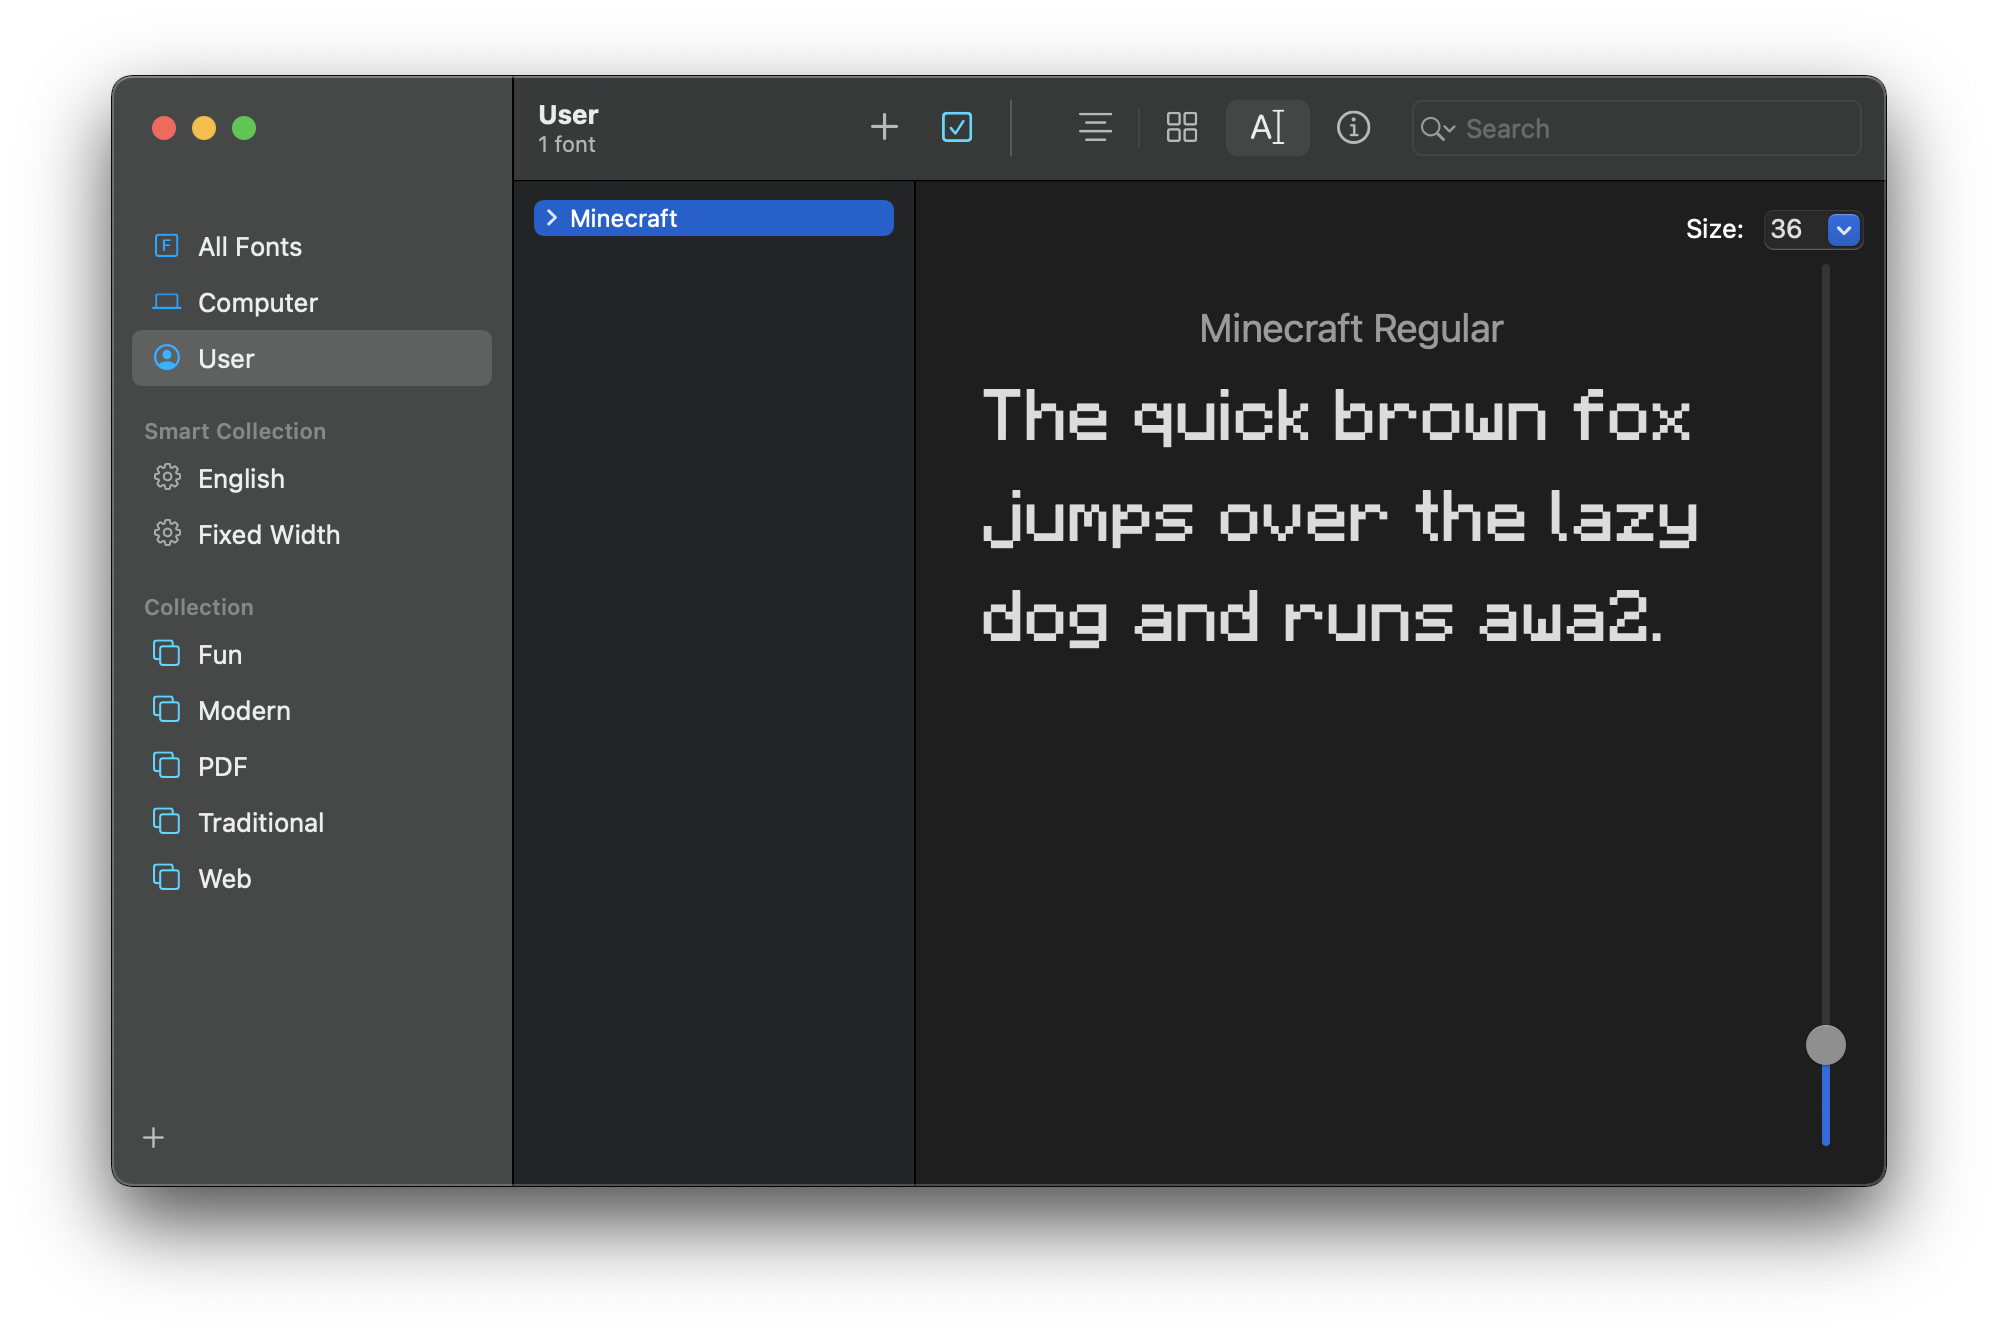 User
1 font
Search
All Fonts
Computer
User
Smart Collection
English
Fixed Width
Collection
Fun
Modern
PDF
Traditional
Web
Minecraft
Size: 36
Minecraft Regular
The quick brown fox
jumps over the lazy
dog and runs awa2.